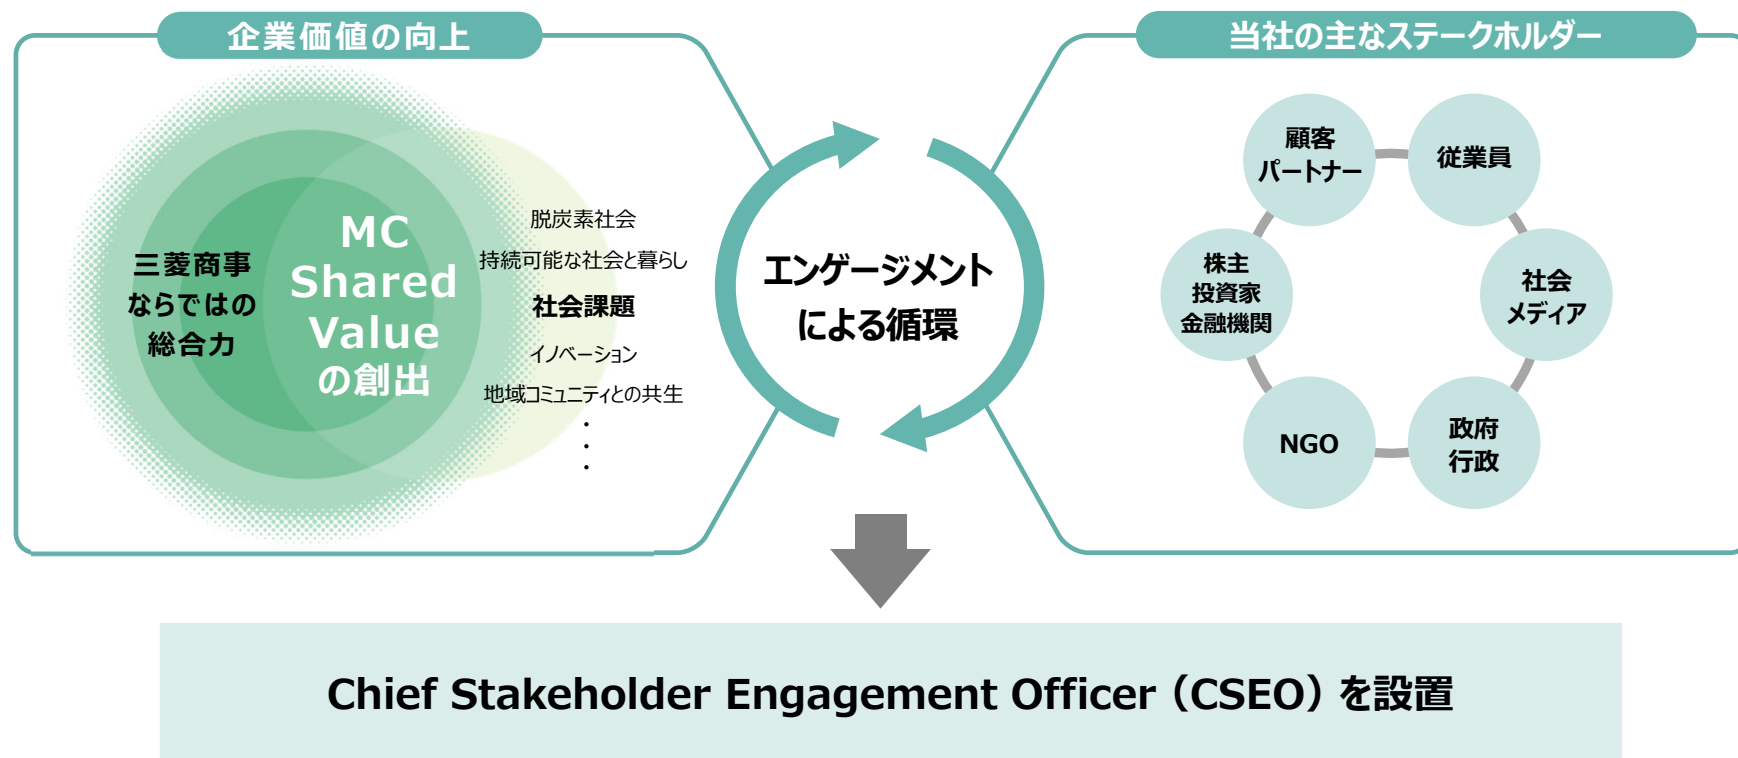 企業価値の向上
三菱商事
ならではの
総合力
MC
Shared
Value
の創出
脱炭素社会
持続可能な社会と暮らし
社会課題
イノベーション
地域コミュニティとの共生
・
・
・
エンゲージメント
による循環
当社の主なステークホルダー
顧客
パートナー
従業員
株主
投資家
金融機関
社会
メディア
NGO
政府
行政
Chief Stakeholder Engagement Officer（CSEO）を設置